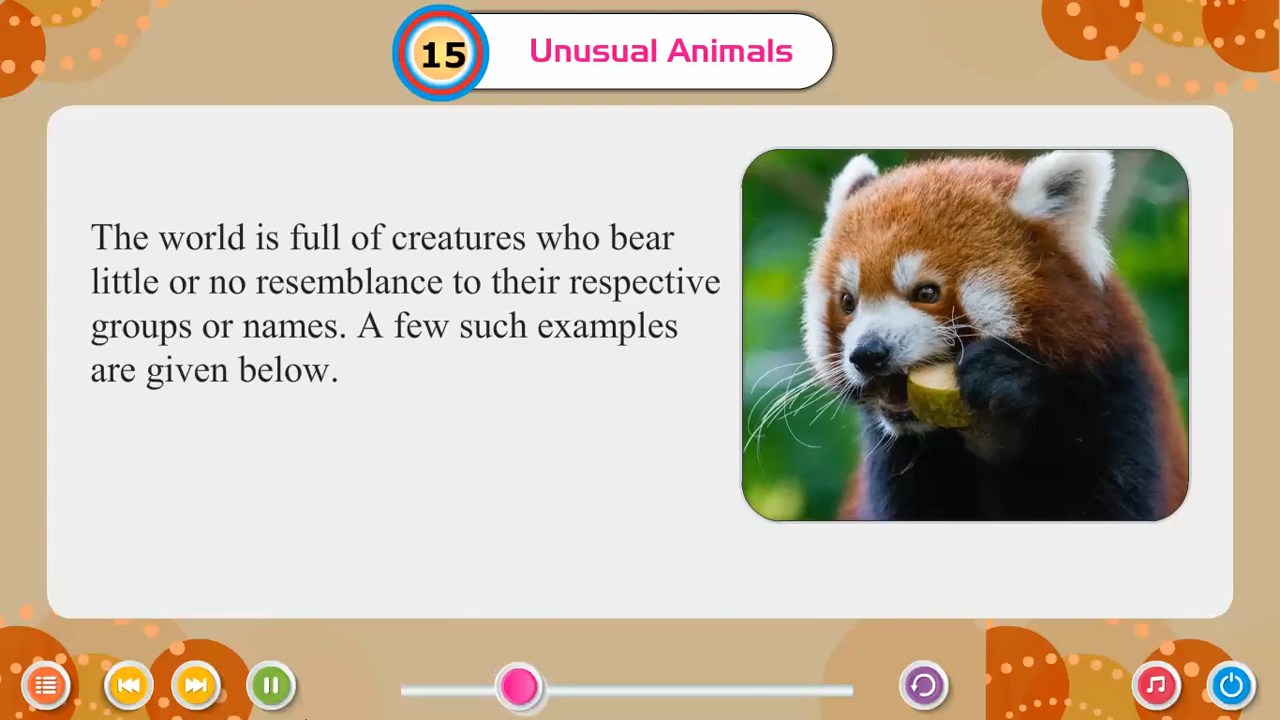 15
Unusual Animals
The world is full of creatures who bear
little or no resemblance to their respective
groups or names. A few such examples
are given below.